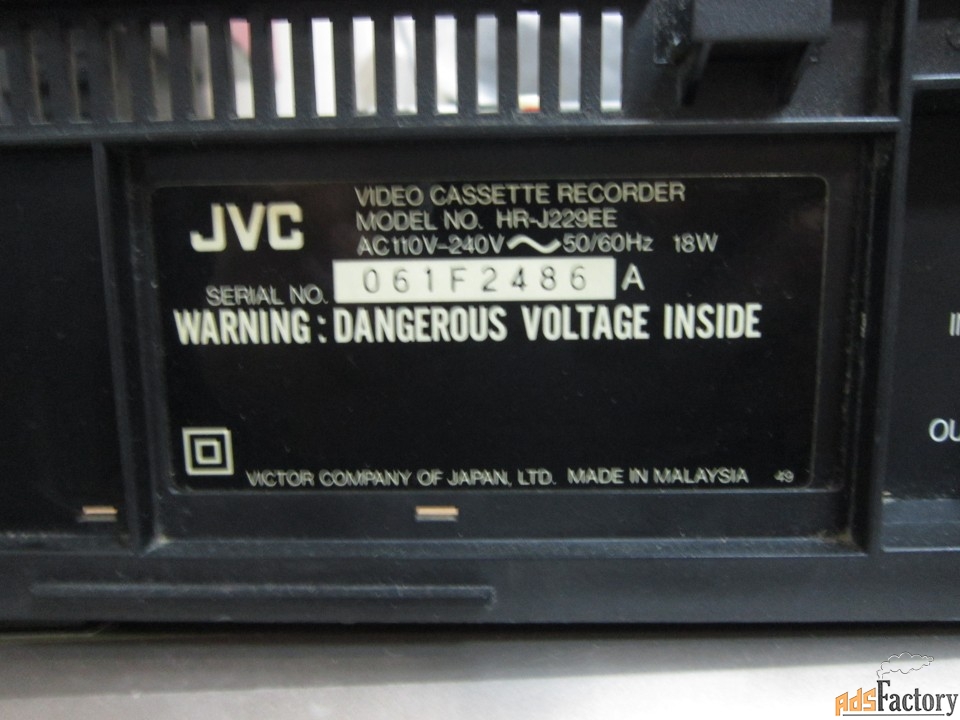 JVC
VIDEO CASSETTE RECORDER
MODEL NO. HR-J229EE
AC110V-240V~50/60Hz 18W
SERIAL NO. 061F2486 A
WARNING : DANGEROUS VOLTAGE INSIDE
VICTOR COMPANY OF JAPAN, LTD. MADE IN MALAYSIA 49
AdsFactory